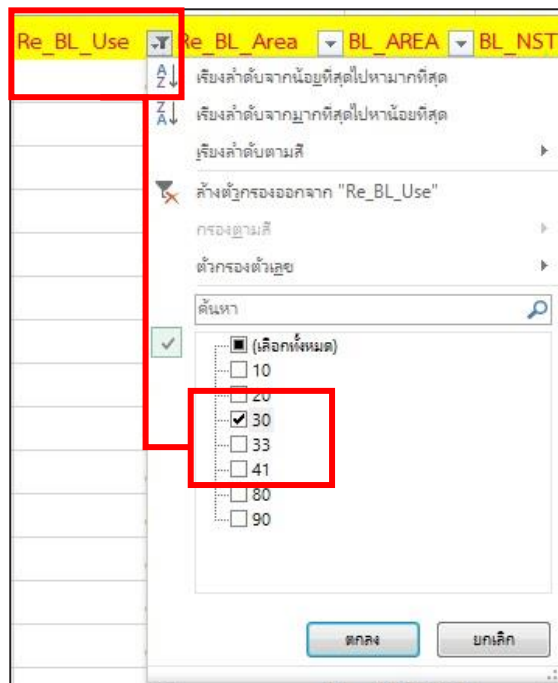 Re_BL_Use Re_BL_Area BL_AREA BL_NST
เรียงลำดับจากน้อยที่สุดไปหามากที่สุด
เรียงลำดับจากมากที่สุดไปหาน้อยที่สุด
เรียงลำดับตามสี
ล้างตัวกรองออกจาก "Re_BL_Use"
กรองตามสี
ตัวกรองตัวเลข
ค้นหา
(เลือกทั้งหมด)
10
20
30
33
41
80
90
ตกลง ยกเลิก